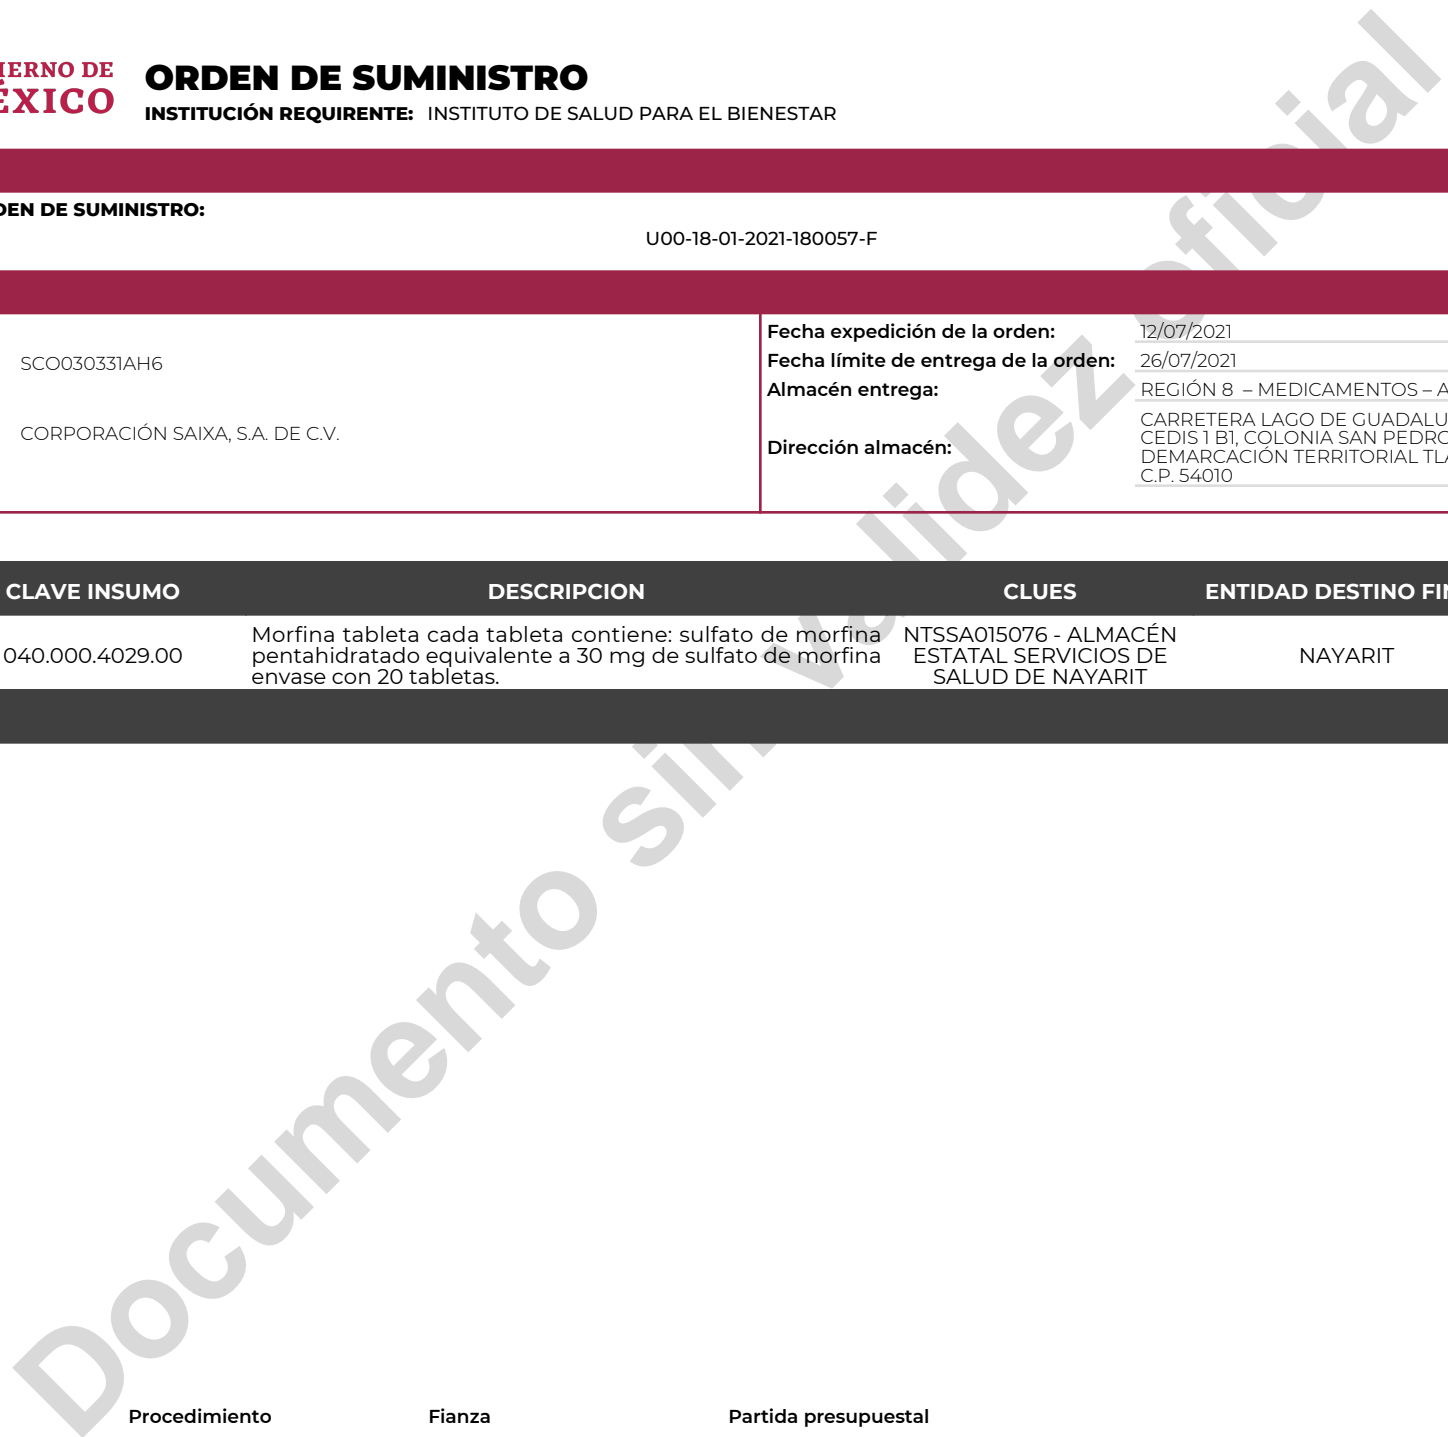 IERNO DE
ÉXICO
ORDEN DE SUMINISTRO
INSTITUCIÓN REQUIRENTE: INSTITUTO DE SALUD PARA EL BIENESTAR
DEN DE SUMINISTRO:
U00-18-01-2021-180057-F
SCO030331AH6
CORPORACIÓN SAIXA, S.A. DE C.V.
Fecha expedición de la orden: 12/07/2021
Fecha límite de entrega de la orden: 26/07/2021
Almacén entrega: REGIÓN 8 – MEDICAMENTOS – A
Dirección almacén:
CARRETERA LAGO DE GUADALU
CEDIS 1 B1, COLONIA SAN PEDRO
DEMARCACIÓN TERRITORIAL TLA
C.P. 54010
CLAVE INSUMO DESCRIPCION CLUES ENTIDAD DESTINO FIN
040.000.4029.00
Morfina tableta cada tableta contiene: sulfato de morfina
pentahidratado equivalente a 30 mg de sulfato de morfina
envase con 20 tabletas.
NTSSA015076 - ALMACÉN
ESTATAL SERVICIOS DE
SALUD DE NAYARIT
NAYARIT
Procedimiento Fianza Partida presupuestal
Documento sin validez oficial